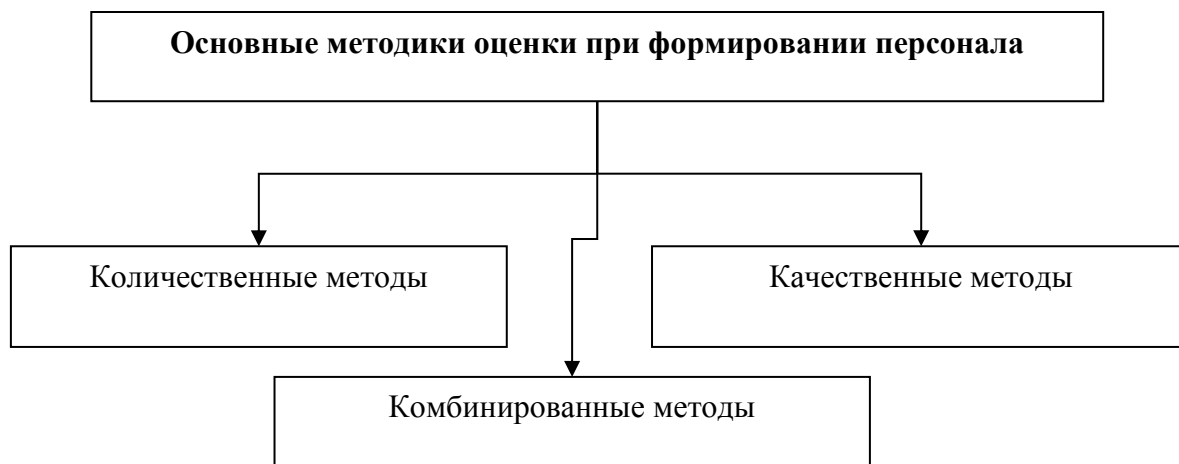 Основные методики оценки при формировании персонала
Количественные методы
Качественные методы
Комбинированные методы